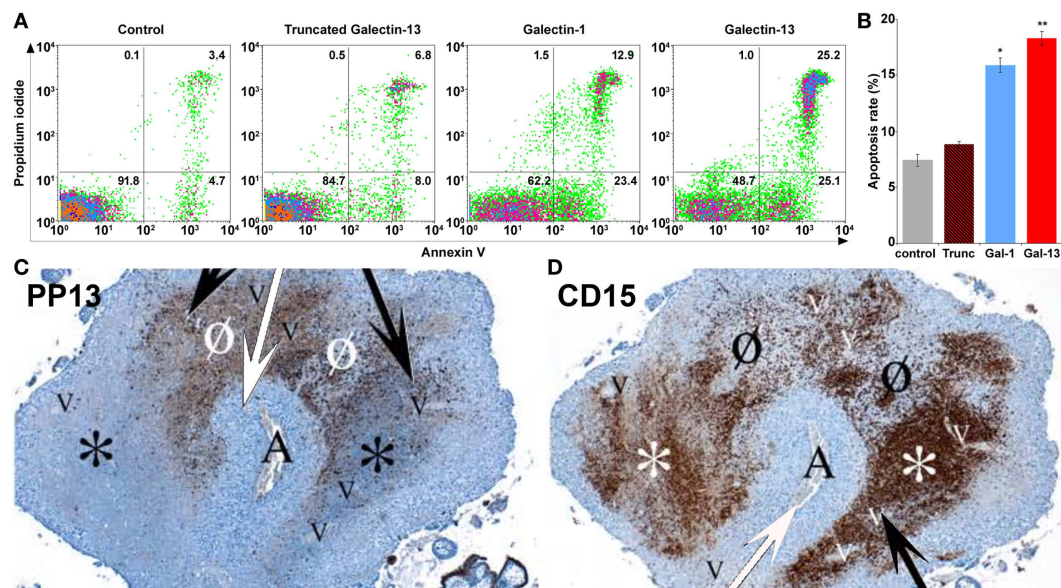 A
Control
Truncated Galectin-13
Galectin-1
Galectin-13
Propidium iodide
10⁴
10³
10²
10¹
10⁰
0.1
3.4
91.8
4.7
10⁰ 10¹ 10² 10³ 10⁴
10⁴
10³
10²
10¹
10⁰
0.5
6.8
84.7
8.0
10⁰ 10¹ 10² 10³ 10⁴
10⁴
10³
10²
10¹
10⁰
1.5
12.9
62.2
23.4
10⁰ 10¹ 10² 10³ 10⁴
10⁴
10³
10²
10¹
10⁰
1.0
25.2
48.7
25.1
10⁰ 10¹ 10² 10³ 10⁴
Annexin V
B
Apoptosis rate (%)
20
15
10
5
0
*
**
control Trunc Gal-1 Gal-13
C
PP13
V
V
Ø
Ø
V
V
*
A
*
V
V
D
CD15
V
V
Ø
Ø
V
V
*
A
*
V
V
V